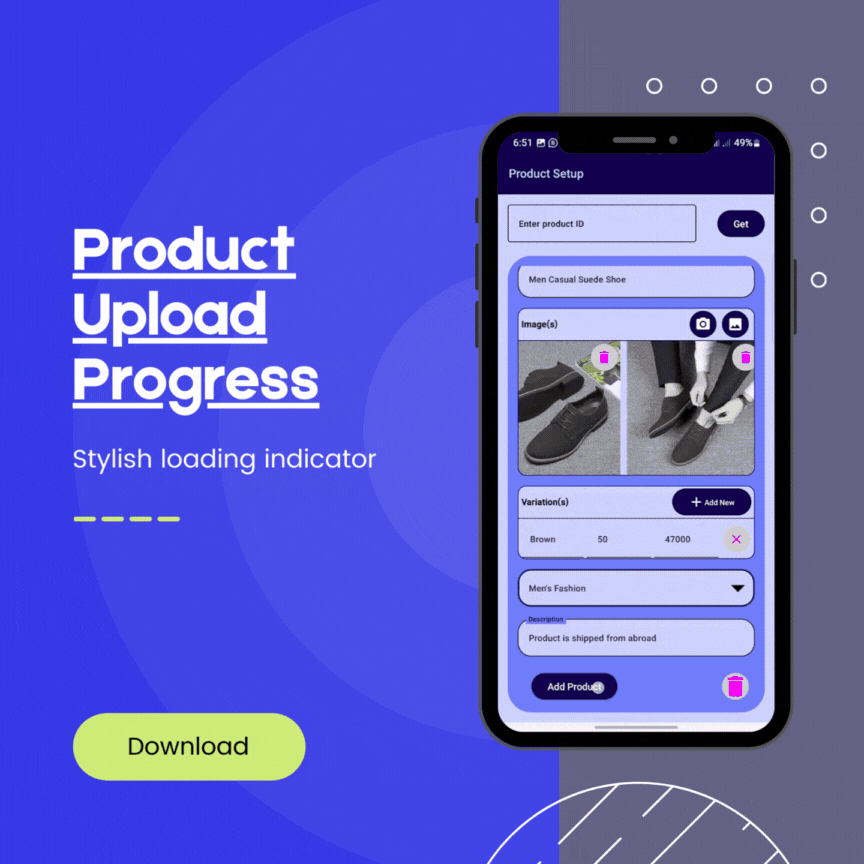 Product
Upload
Progress
Stylish loading indicator
Download
6:51 49%
Product Setup
Enter product ID
Get
Men Casual Suede Shoe
Image(s)
Variation(s)
Add New
Brown 50 47000
Men's Fashion
Description
Product is shipped from abroad
Add Product